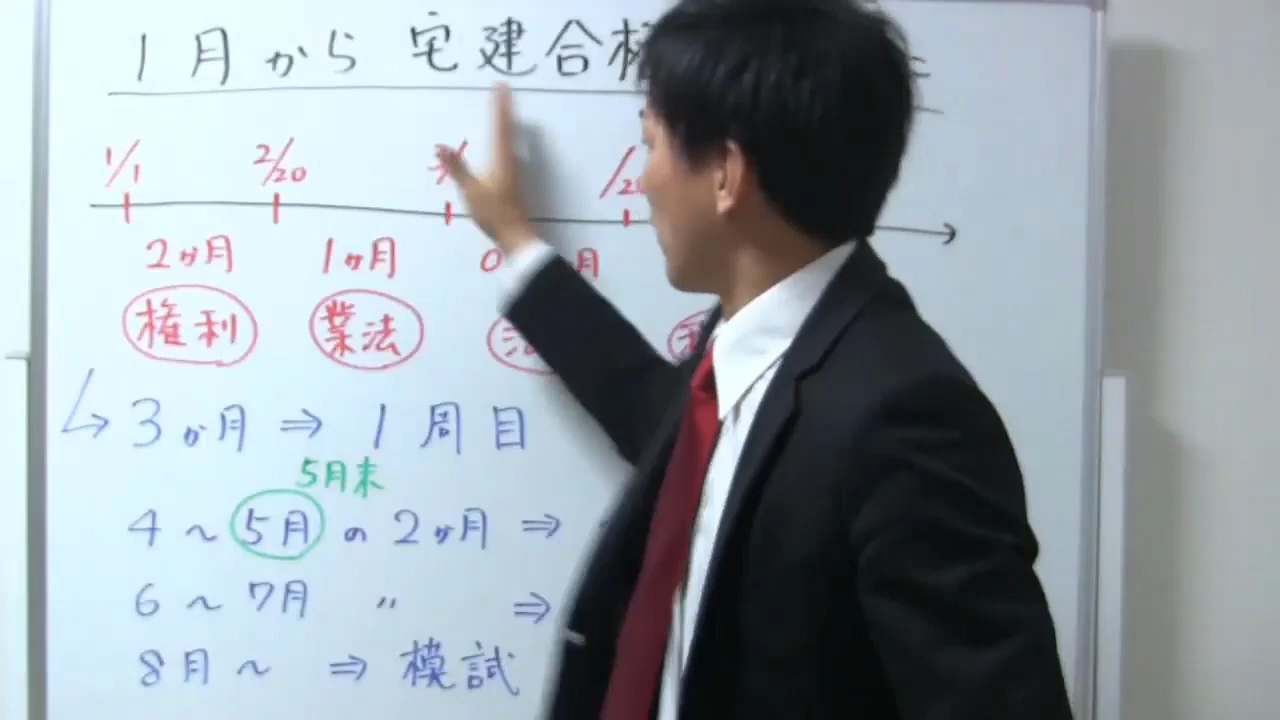 1月から 宅建合
1/1 2/20 /20
2ヶ月 1ヶ月 0 月
権利 業法
3か月 ⇒ 1周目
5月末
4～5月の2ヶ月 ⇒
6～7月 〃 ⇒
8月～ ⇒ 模試